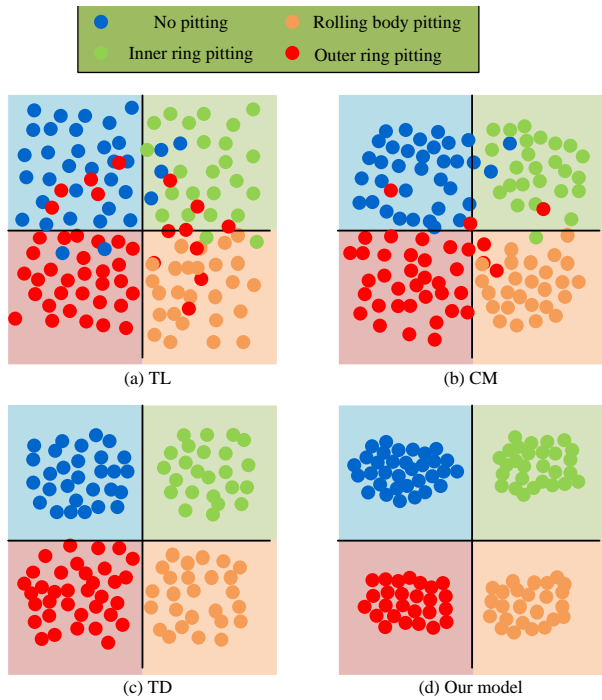 No pitting
Rolling body pitting
Inner ring pitting
Outer ring pitting
(a) TL
(b) CM
(c) TD
(d) Our model